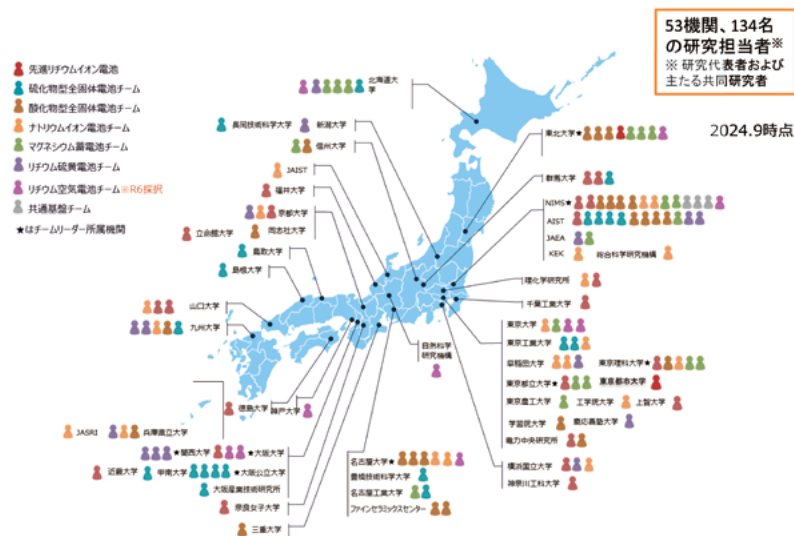 53機関、134名
の研究担当者※
※ 研究代表者および
主たる共同研究者
2024.9時点
先進リチウムイオン電池
硫化物型全固体電池チーム
酸化物型全固体電池チーム
ナトリウムイオン電池チーム
マグネシウム蓄電池チーム
リチウム硫黄電池チーム
リチウム空気電池チーム※R6採択
共通基盤チーム
★はチームリーダー所属機関
北海道大
学
長岡技術科学大学
新潟大学
信州大学
JAIST
福井大学
京都大学
立命館大学
同志社大学
鳥取大学
島根大学
山口大学
九州大学
東北大学★
群馬大学
NIMS★
AIST
JAEA
KEK
総合科学研究機構
理化学研究所
千葉工業大学
東京大学
東京工業大学
早稲田大学
東京理科大学★
東京都立大学★
東京都市大学
東京農工大学
工学院大学
上智大学
学習院大学
慶応義塾大学
電力中央研究所
横浜国立大学
神奈川工科大学
自然科学
研究機構
徳島大学
神戸大学
JASRI
兵庫県立大学
★関西大学
★大阪大学
近畿大学
甲南大学
★大阪公立大学
大阪産業技術研究所
奈良女子大学
三重大学
名古屋大学★
豊橋技術科学大学
名古屋工業大学
ファインセラミックスセンター